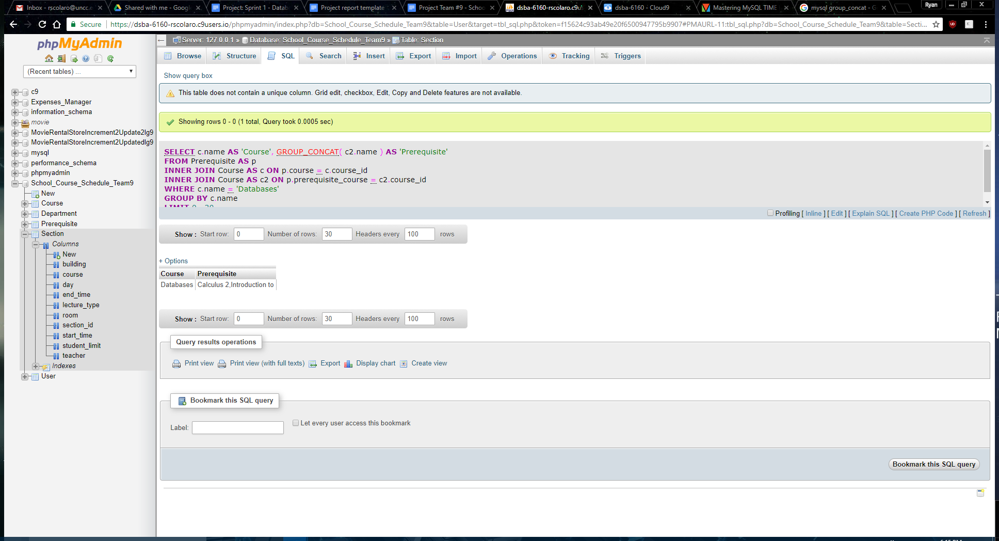 Inbox - rscolaro@uncc.e
Shared with me - Google
Project: Sprint 1 - Datab
Project report template
Project Team #9 - Schoo
dsba-6160-rscolaro.c9us
dsba-6160 - Cloud9
Mastering MySQL TIME
mysql group_concat - G
Ryan
Secure
https://dsba-6160-rscolaro.c9users.io/phpmyadmin/index.php?db=School_Course_Schedule_Team9&table=User&target=tbl_sql.php&token=f15624c93ab49e20f6500947795b9907#PMAURL-11:tbl_sql.php?db=School_Course_Schedule_Team9&table=Secti...
phpMyAdmin
(Recent tables) ...
c9
Expenses_Manager
information_schema
movie
MovieRentalStoreIncrement2Update2lg9
MovieRentalStoreIncrement2Updatedlg9
mysql
performance_schema
phpmyadmin
School_Course_Schedule_Team9
New
Course
Department
Prerequisite
Section
Columns
New
building
course
day
end_time
lecture_type
room
section_id
start_time
student_limit
teacher
Indexes
User
Server: 127.0.0.1 » Database: School_Course_Schedule_Team9 » Table: Section
Browse Structure SQL Search Insert Export Import Operations Tracking Triggers
Show query box
This table does not contain a unique column. Grid edit, checkbox, Edit, Copy and Delete features are not available.
Showing rows 0 - 0 (1 total, Query took 0.0005 sec)
SELECT c.name AS 'Course', GROUP_CONCAT( c2.name ) AS 'Prerequisite'
FROM Prerequisite AS p
INNER JOIN Course AS c ON p.course = c.course_id
INNER JOIN Course AS c2 ON p.prerequisite_course = c2.course_id
WHERE c.name = 'Databases'
GROUP BY c.name
LIMIT 0 , 30
Profiling [ Inline ] [ Edit ] [ Explain SQL ] [ Create PHP Code ] [ Refresh ]
Show : Start row: 0 Number of rows: 30 Headers every 100 rows
+ Options
Course Prerequisite
Databases Calculus 2,Introduction to
Show : Start row: 0 Number of rows: 30 Headers every 100 rows
Query results operations
Print view Print view (with full texts) Export Display chart Create view
Bookmark this SQL query
Label:
Let every user access this bookmark
Bookmark this SQL query